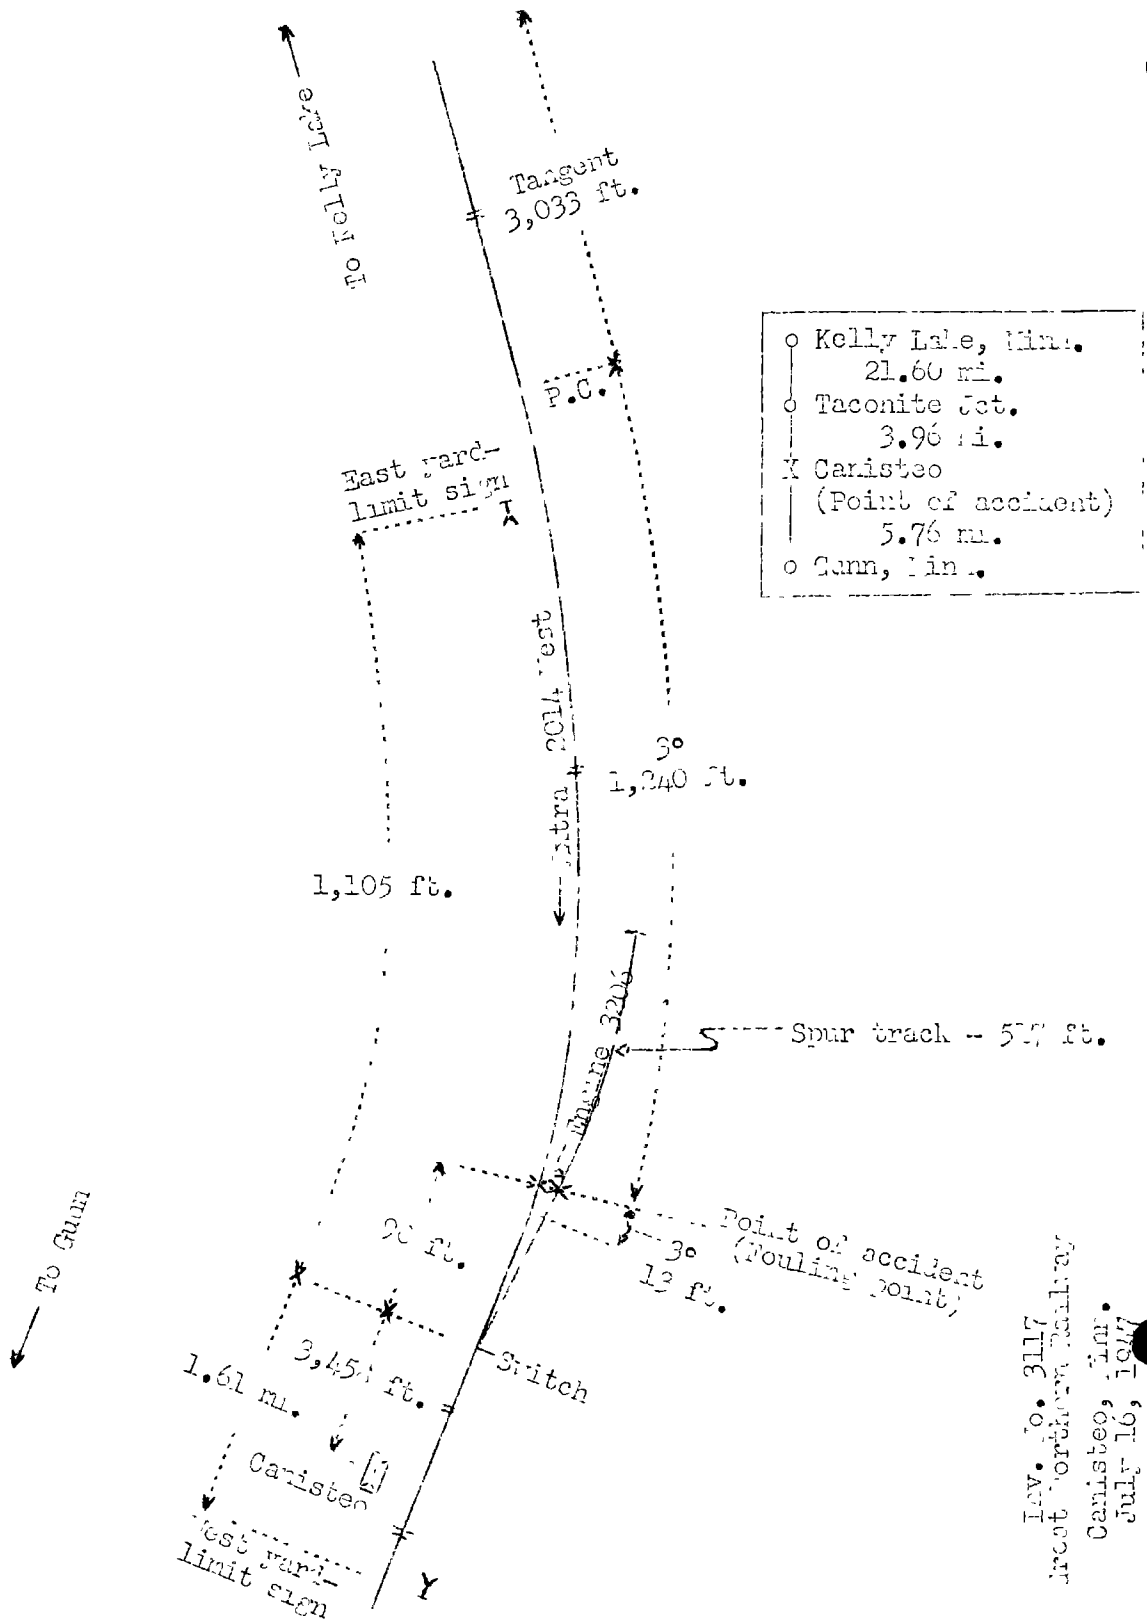 To Kelly Lake
Tangent
3,033 ft.
P.C.
Kelly Lake, Minn.
21.60 mi.
Taconite Jct.
3.96 mi.
X Canisteo
(Point of accident)
5.76 mi.
Gunn, Minn.
East yard-
limit sign
Extra 2014 West
3°
1,240 ft.
1,105 ft.
Engine 3206
Spur track -
ft.
To Gunn
ft.
Point of accident
(Fouling point)
3°
ft.
Switch
ft.
1.61 mi.
Canisteo
West yard-
limit sign
Y
Inv. No. 3117
Great Northern Railway
Canisteo, Minn.
July 16, 1947